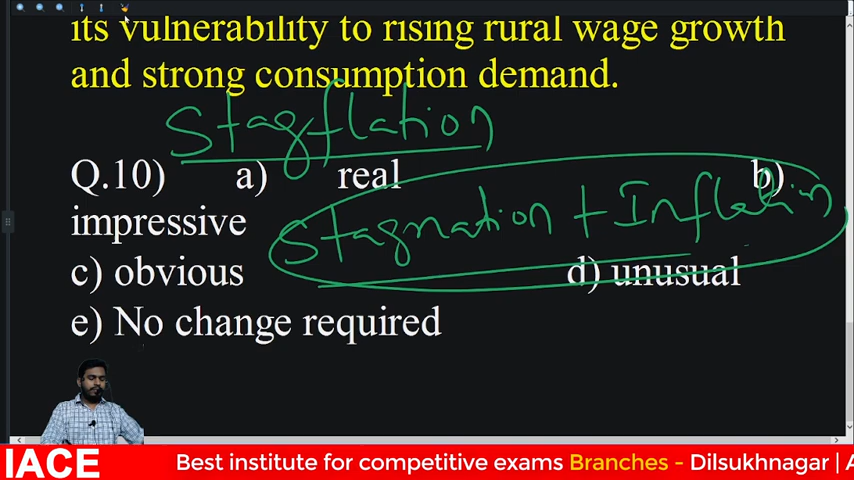 its vulnerability to rising rural wage growth
and strong consumption demand.
Stagflation
Q.10) a) real b)
impressive
Stagnation + Inflation
c) obvious d) unusual
e) No change required
IACE Best institute for competitive exams Branches - Dilsukhnagar | A